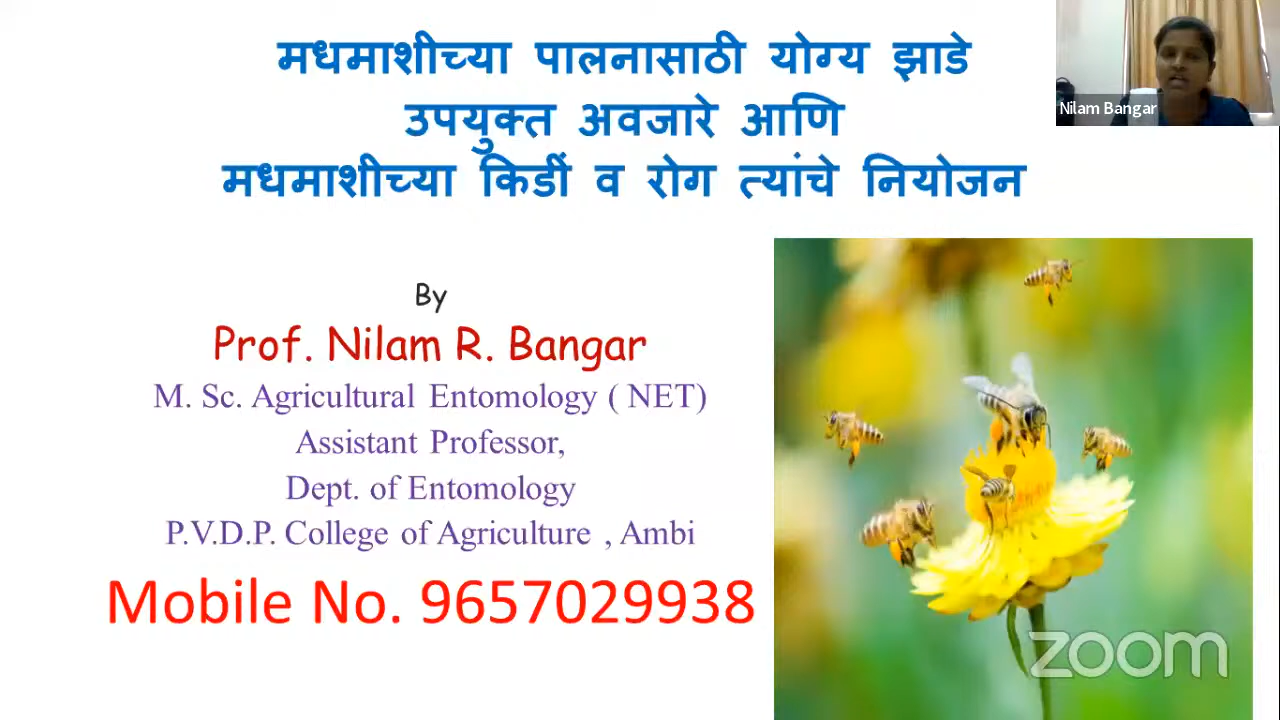 मधमाशीच्या पालनासाठी योग्य झाडे
उपयुक्त अवजारे आणि
मधमाशीच्या किडीं व रोग त्यांचे नियोजन
Nilam Bangar
By
Prof. Nilam R. Bangar
M. Sc. Agricultural Entomology ( NET)
Assistant Professor,
Dept. of Entomology
P.V.D.P. College of Agriculture , Ambi
Mobile No. 9657029938
zoom